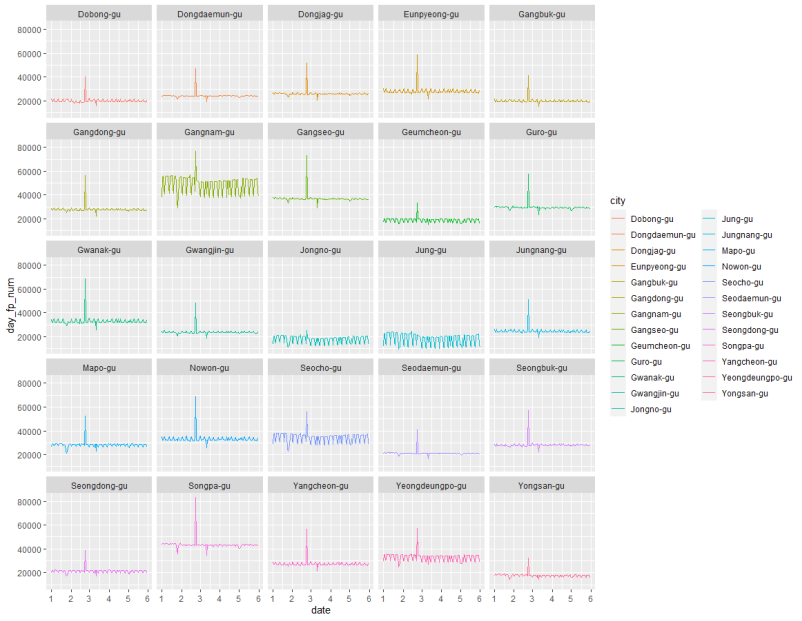 Dobong-gu Dongdaemun-gu Dongjag-gu Eunpyeong-gu Gangbuk-gu
80000
60000
40000
20000
Gangdong-gu Gangnam-gu Gangseo-gu Geumcheon-gu Guro-gu
80000
60000
40000
20000
Gwanak-gu Gwangjin-gu Jongno-gu Jung-gu Jungnang-gu
80000
60000
40000
20000
Mapo-gu Nowon-gu Seocho-gu Seodaemun-gu Seongbuk-gu
80000
60000
40000
20000
Seongdong-gu Songpa-gu Yangcheon-gu Yeongdeungpo-gu Yongsan-gu
80000
60000
40000
20000
1 2 3 4 5 6 1 2 3 4 5 6 1 2 3 4 5 6 1 2 3 4 5 6 1 2 3 4 5 6
date
day_fp_num
city
Dobong-gu
Dongdaemun-gu
Dongjag-gu
Eunpyeong-gu
Gangbuk-gu
Gangdong-gu
Gangnam-gu
Gangseo-gu
Geumcheon-gu
Guro-gu
Gwanak-gu
Gwangjin-gu
Jongno-gu
Jung-gu
Jungnang-gu
Mapo-gu
Nowon-gu
Seocho-gu
Seodaemun-gu
Seongbuk-gu
Seongdong-gu
Songpa-gu
Yangcheon-gu
Yeongdeungpo-gu
Yongsan-gu